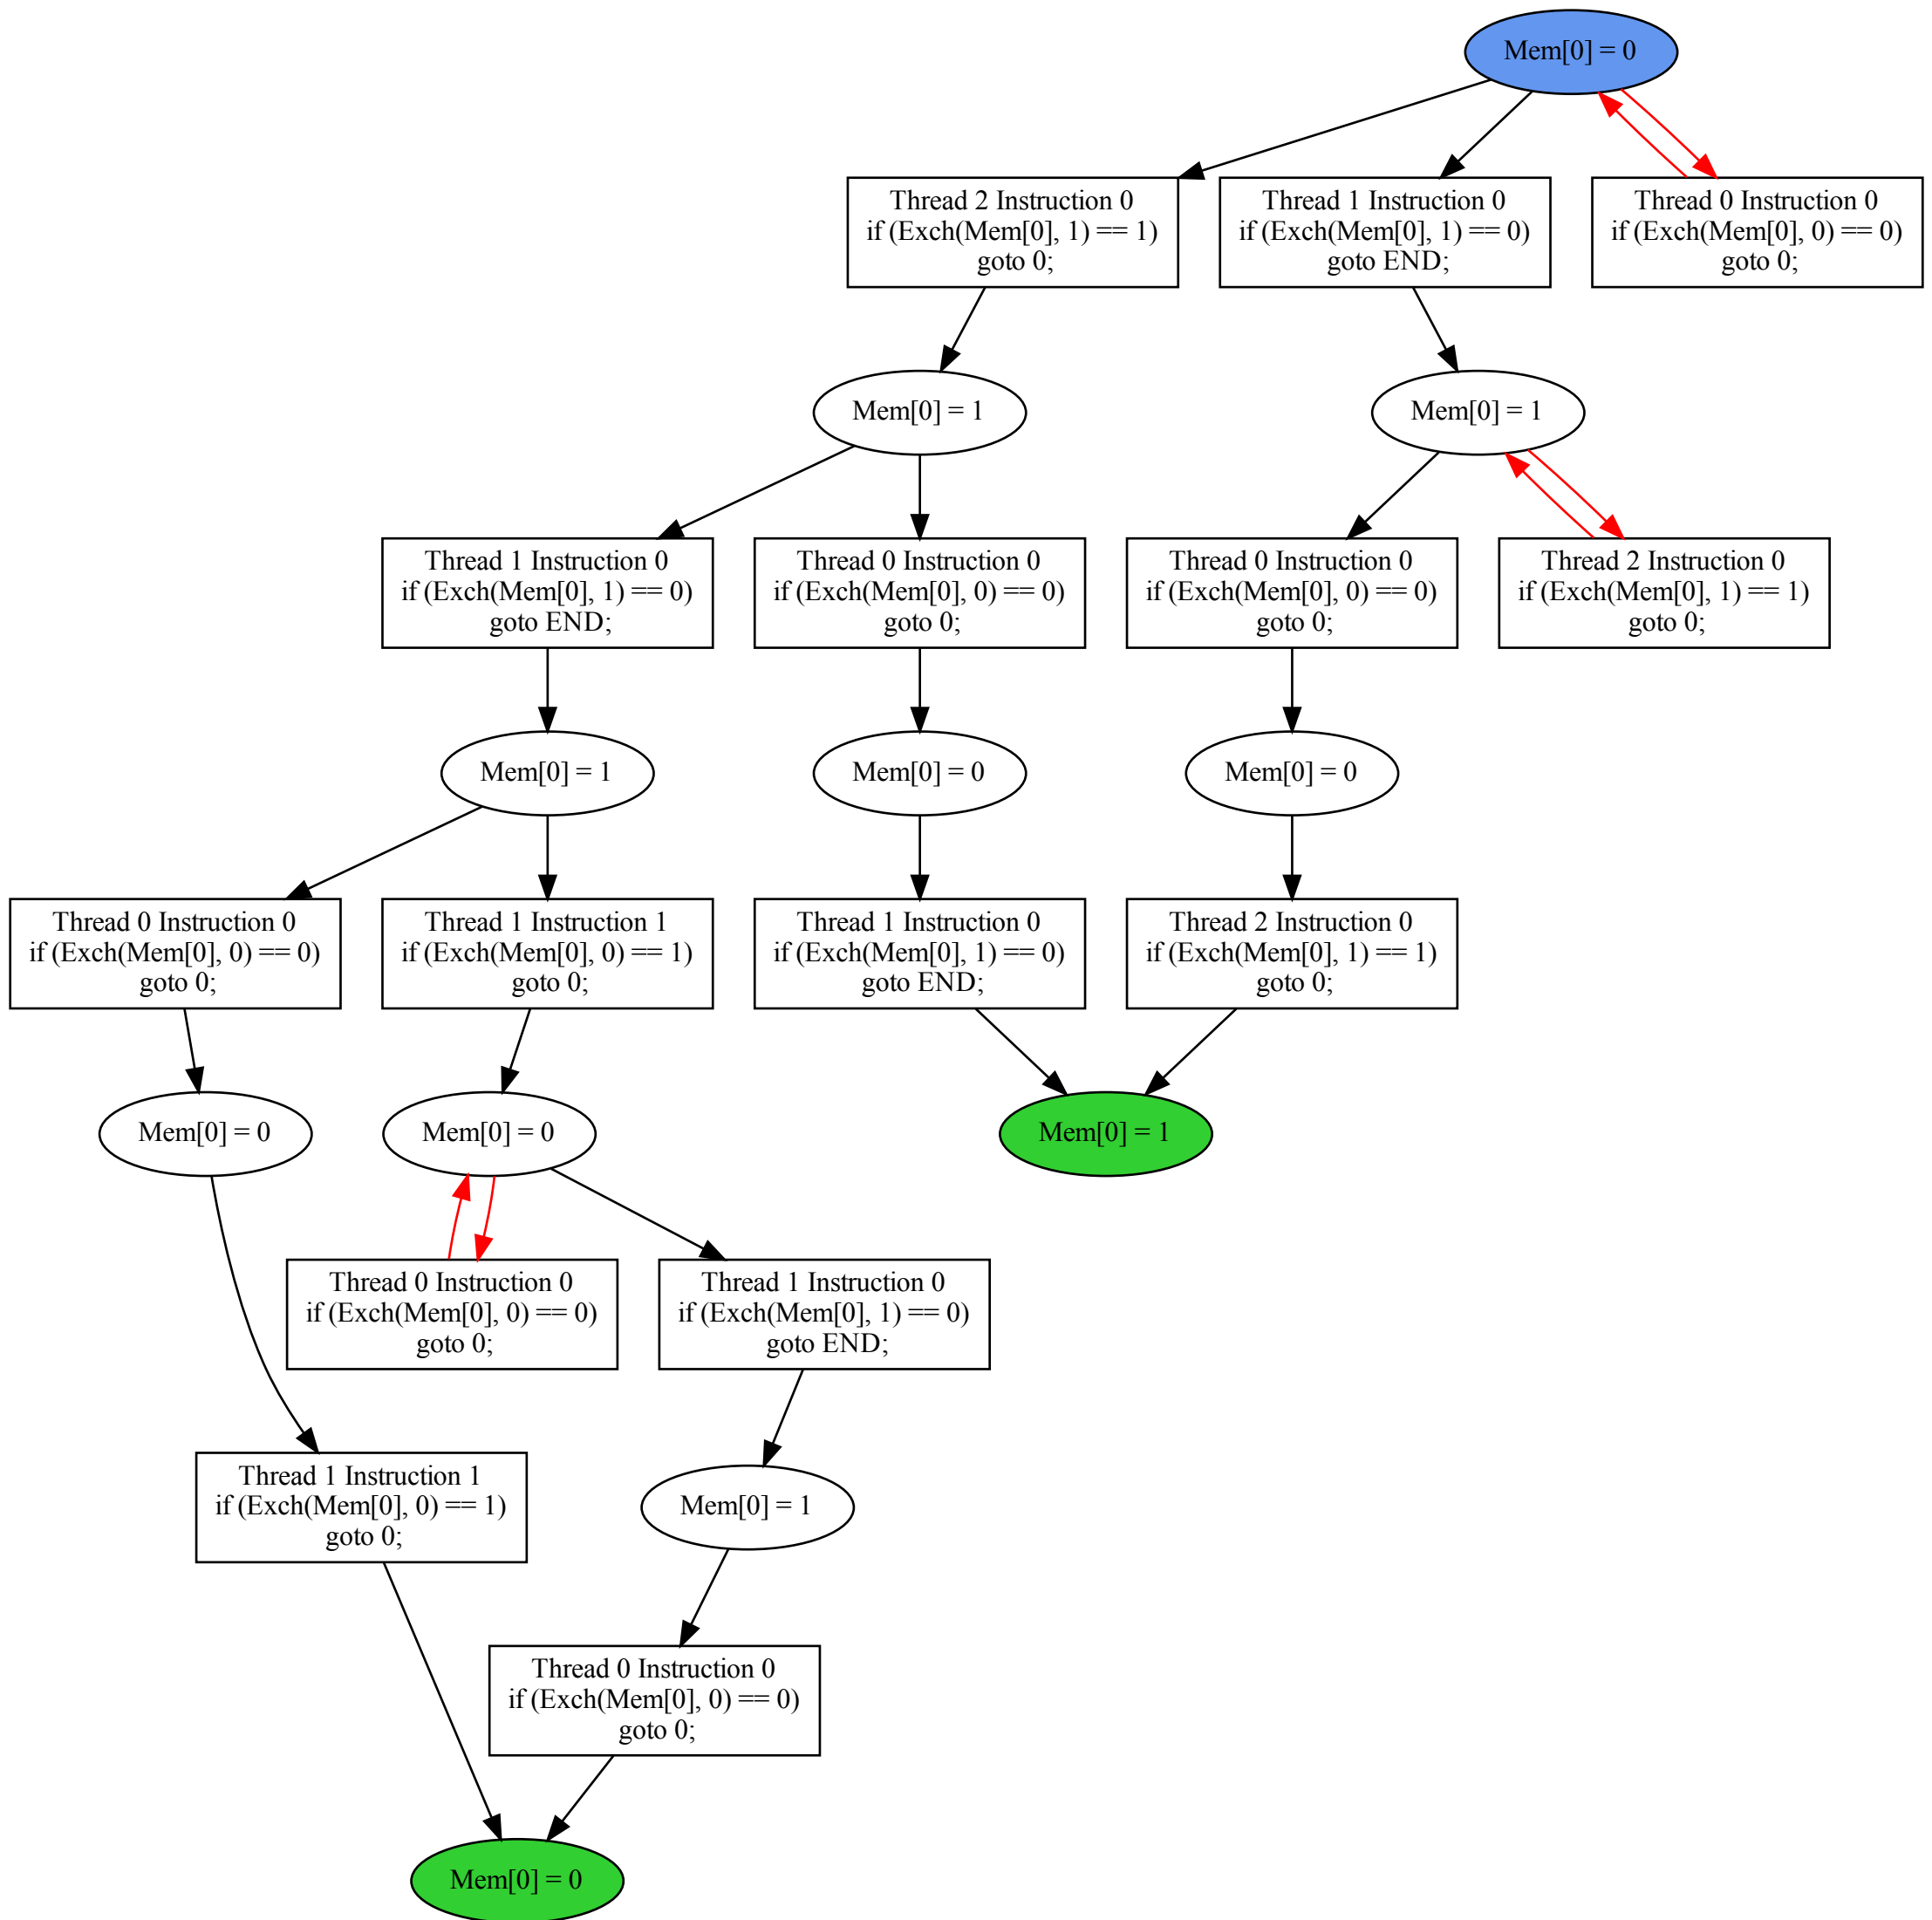 Mem[0] = 0
Thread 2 Instruction 0
if (Exch(Mem[0], 1) == 1)
goto 0;
Thread 1 Instruction 0
if (Exch(Mem[0], 1) == 0)
goto END;
Thread 0 Instruction 0
if (Exch(Mem[0], 0) == 0)
goto 0;
Mem[0] = 1
Mem[0] = 1
Thread 1 Instruction 0
if (Exch(Mem[0], 1) == 0)
goto END;
Thread 0 Instruction 0
if (Exch(Mem[0], 0) == 0)
goto 0;
Thread 0 Instruction 0
if (Exch(Mem[0], 0) == 0)
goto 0;
Thread 2 Instruction 0
if (Exch(Mem[0], 1) == 1)
goto 0;
Mem[0] = 1
Mem[0] = 0
Mem[0] = 0
Thread 0 Instruction 0
if (Exch(Mem[0], 0) == 0)
goto 0;
Thread 1 Instruction 1
if (Exch(Mem[0], 0) == 1)
goto 0;
Thread 1 Instruction 0
if (Exch(Mem[0], 1) == 0)
goto END;
Thread 2 Instruction 0
if (Exch(Mem[0], 1) == 1)
goto 0;
Mem[0] = 0
Mem[0] = 0
Mem[0] = 1
Thread 0 Instruction 0
if (Exch(Mem[0], 0) == 0)
goto 0;
Thread 1 Instruction 0
if (Exch(Mem[0], 1) == 0)
goto END;
Thread 1 Instruction 1
if (Exch(Mem[0], 0) == 1)
goto 0;
Mem[0] = 1
Thread 0 Instruction 0
if (Exch(Mem[0], 0) == 0)
goto 0;
Mem[0] = 0